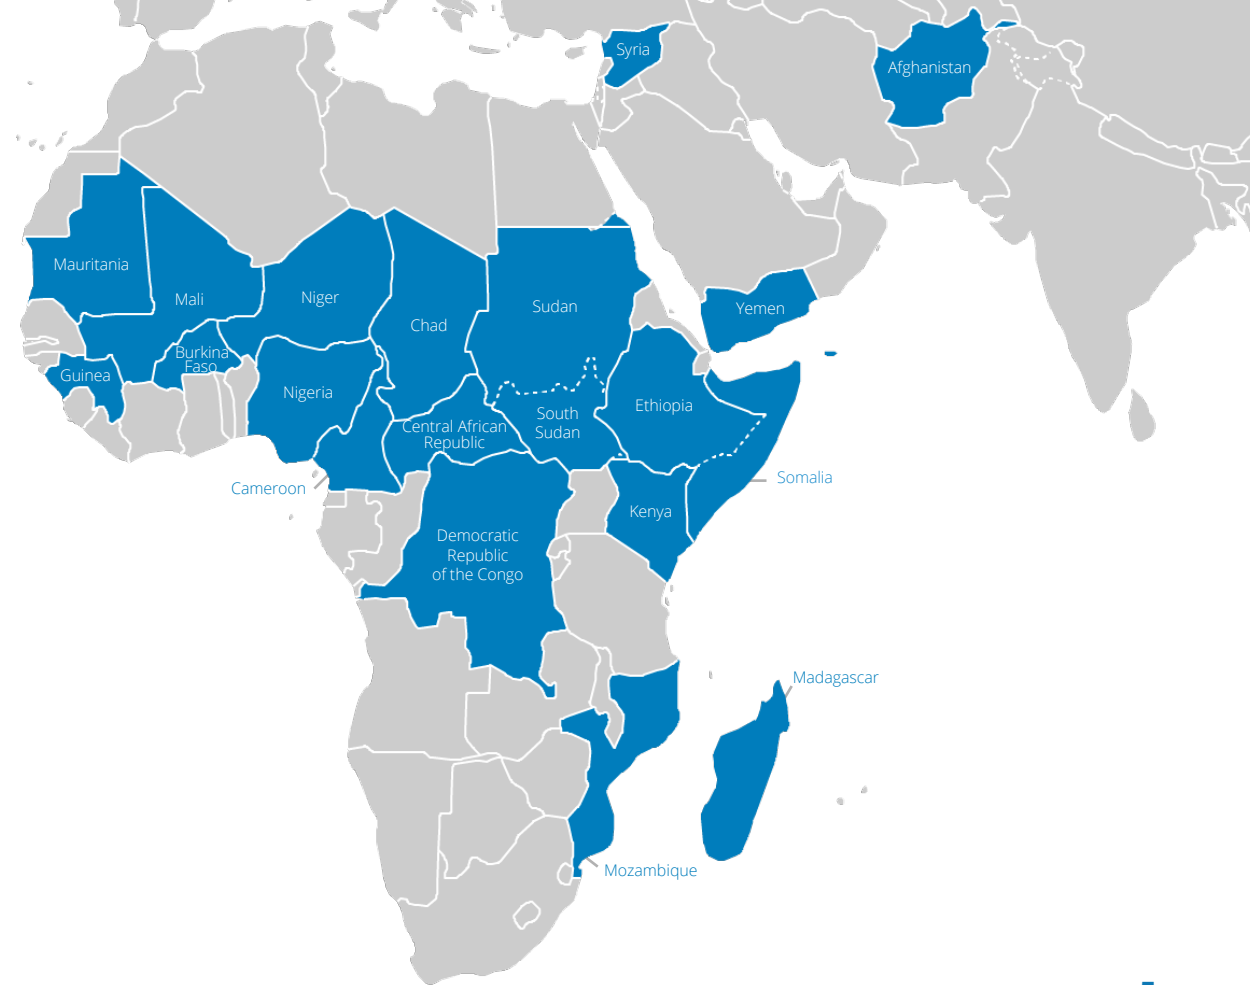 Syria
Afghanistan
Mauritania
Mali
Niger
Chad
Sudan
Yemen
Burkina
Faso
Guinea
Nigeria
Ethiopia
South
Sudan
Central African
Republic
Cameroon
Somalia
Kenya
Democratic
Republic
of the Congo
Madagascar
Mozambique